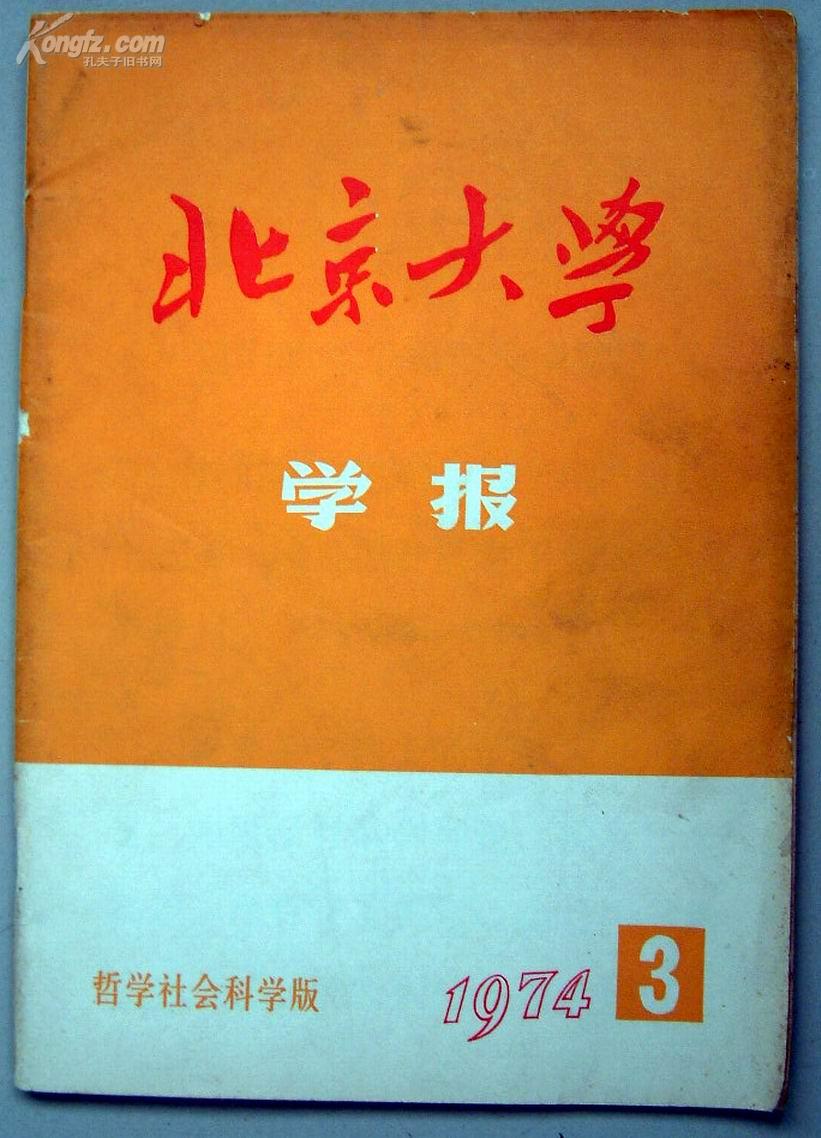 Kongfz.com
孔夫子旧书网
北京大学
学报
哲学社会科学版
1974 3